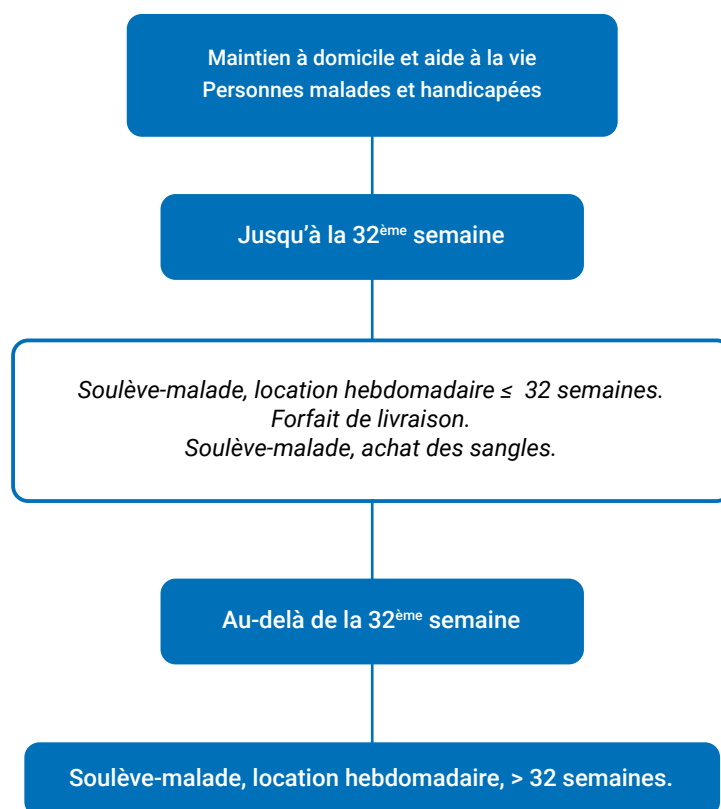 Maintien à domicile et aide à la vie
Personnes malades et handicapées
Jusqu’à la 32ème semaine
Soulève-malade, location hebdomadaire ≤ 32 semaines.
Forfait de livraison.
Soulève-malade, achat des sangles.
Au-delà de la 32ème semaine
Soulève-malade, location hebdomadaire, > 32 semaines.